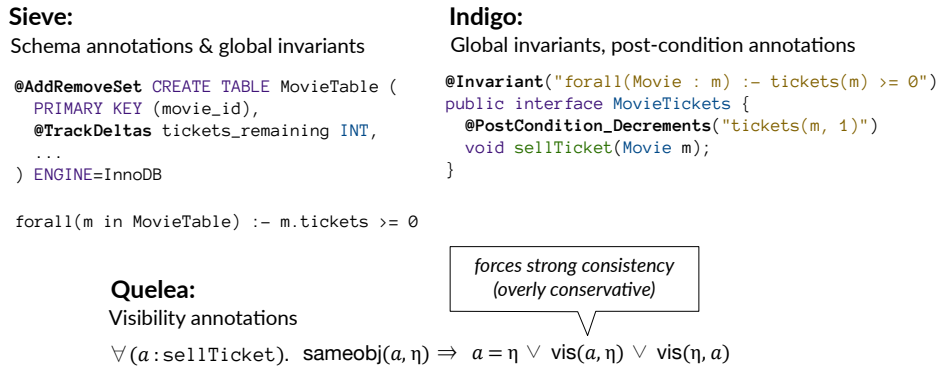 Sieve:
Schema annotations & global invariants
@AddRemoveSet CREATE TABLE MovieTable (
  PRIMARY KEY (movie_id),
  @TrackDeltas tickets_remaining INT,
  ...
) ENGINE=InnoDB
forall(m in MovieTable) :- m.tickets >= 0
Indigo:
Global invariants, post-condition annotations
@Invariant("forall(Movie : m) :- tickets(m) >= 0")
public interface MovieTickets {
  @PostCondition_Decrements("tickets(m, 1)")
  void sellTicket(Movie m);
}
forces strong consistency
(overly conservative)
Quelea:
Visibility annotations
∀(a:sellTicket). sameobj(a, η) ⇒ a = η ∨ vis(a, η) ∨ vis(η, a)